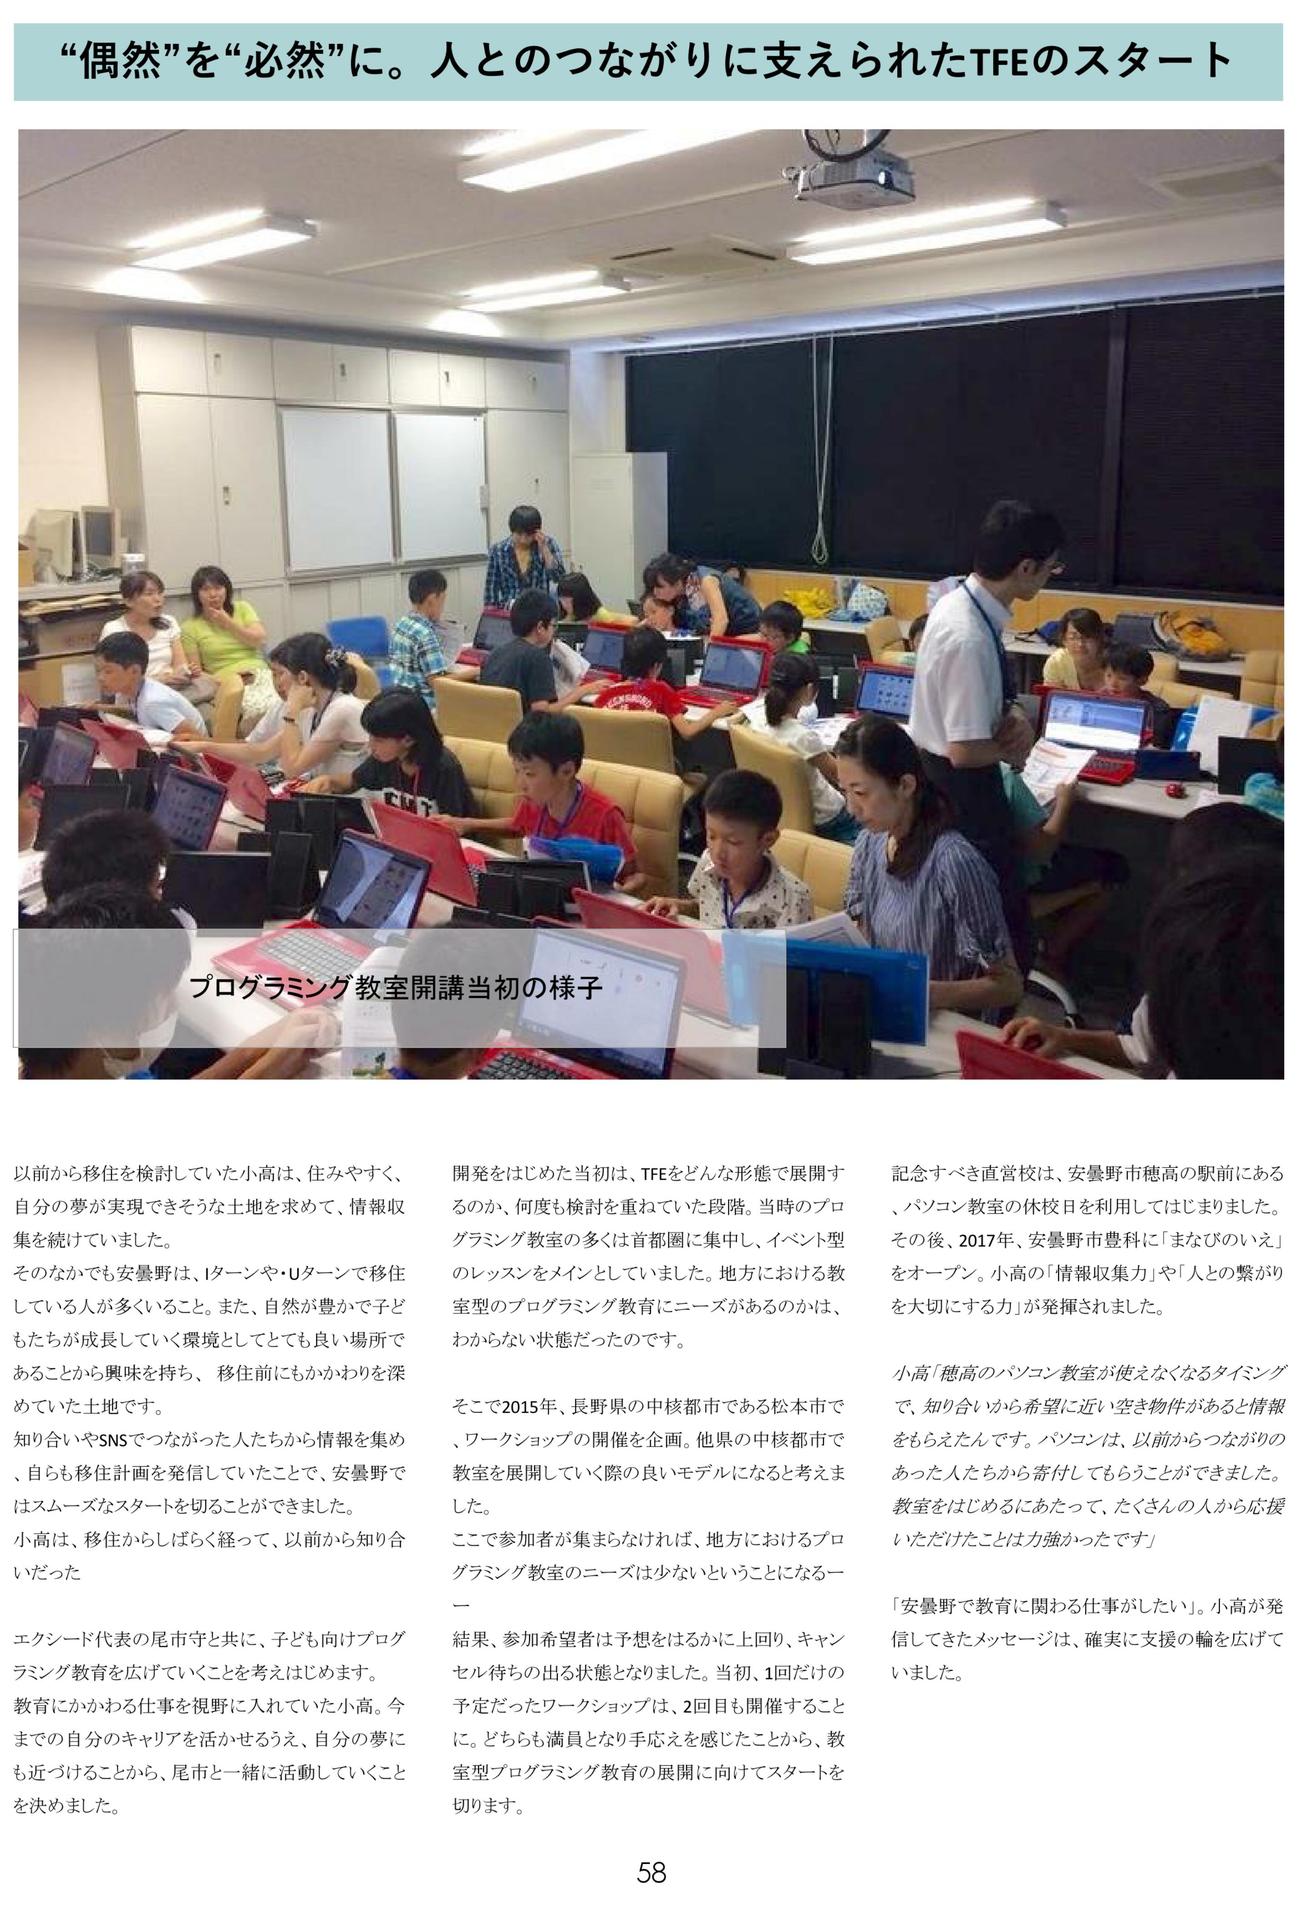 “偶然”を“必然”に。人とのつながりに支えられたTFEのスタート
プログラミング教室開講当初の様子
以前から移住を検討していた小高は、住みやすく、
自分の夢が実現できそうな土地を求めて、情報収
集を続けていました。
そのなかでも安曇野は、Iターンや・Uターンで移住
している人が多くいること。また、自然が豊かで子ど
もたちが成長していく環境としてとても良い場所で
あることから興味を持ち、 移住前にもかかわりを深
めていた土地です。
知り合いやSNSでつながった人たちから情報を集め
、自らも移住計画を発信していたことで、安曇野で
はスムーズなスタートを切ることができました。
小高は、移住からしばらく経って、以前から知り合
いだった
エクシード代表の尾市守と共に、子ども向けプログ
ラミング教育を広げていくことを考えはじめます。
教育にかかわる仕事を視野に入れていた小高。今
までの自分のキャリアを活かせるうえ、自分の夢に
も近づけることから、尾市と一緒に活動していくこと
を決めました。
開発をはじめた当初は、TFEをどんな形態で展開す
るのか、何度も検討を重ねていた段階。当時のプロ
グラミング教室の多くは首都圏に集中し、イベント型
のレッスンをメインとしていました。地方における教
室型のプログラミング教育にニーズがあるのかは、
わからない状態だったのです。
そこで2015年、長野県の中核都市である松本市で
、ワークショップの開催を企画。他県の中核都市で
教室を展開していく際の良いモデルになると考えま
した。
ここで参加者が集まらなければ、地方におけるプロ
グラミング教室のニーズは少ないということになるー
ー
結果、参加希望者は予想をはるかに上回り、キャン
セル待ちの出る状態となりました。当初、1回だけの
予定だったワークショップは、2回目も開催すること
に。どちらも満員となり手応えを感じたことから、教
室型プログラミング教育の展開に向けてスタートを
切ります。
記念すべき直営校は、安曇野市穂高の駅前にある
、パソコン教室の休校日を利用してはじまりました。
その後、2017年、安曇野市豊科に「まなびのいえ」
をオープン。小高の「情報収集力」や「人との繋がり
を大切にする力」が発揮されました。
小高「穂高のパソコン教室が使えなくなるタイミング
で、知り合いから希望に近い空き物件があると情報
をもらえたんです。パソコンは、以前からつながりの
あった人たちから寄付してもらうことができました。
教室をはじめるにあたって、たくさんの人から応援
いただけたことは力強かったです」
「安曇野で教育に関わる仕事がしたい」。小高が発
信してきたメッセージは、確実に支援の輪を広げて
いました。
58